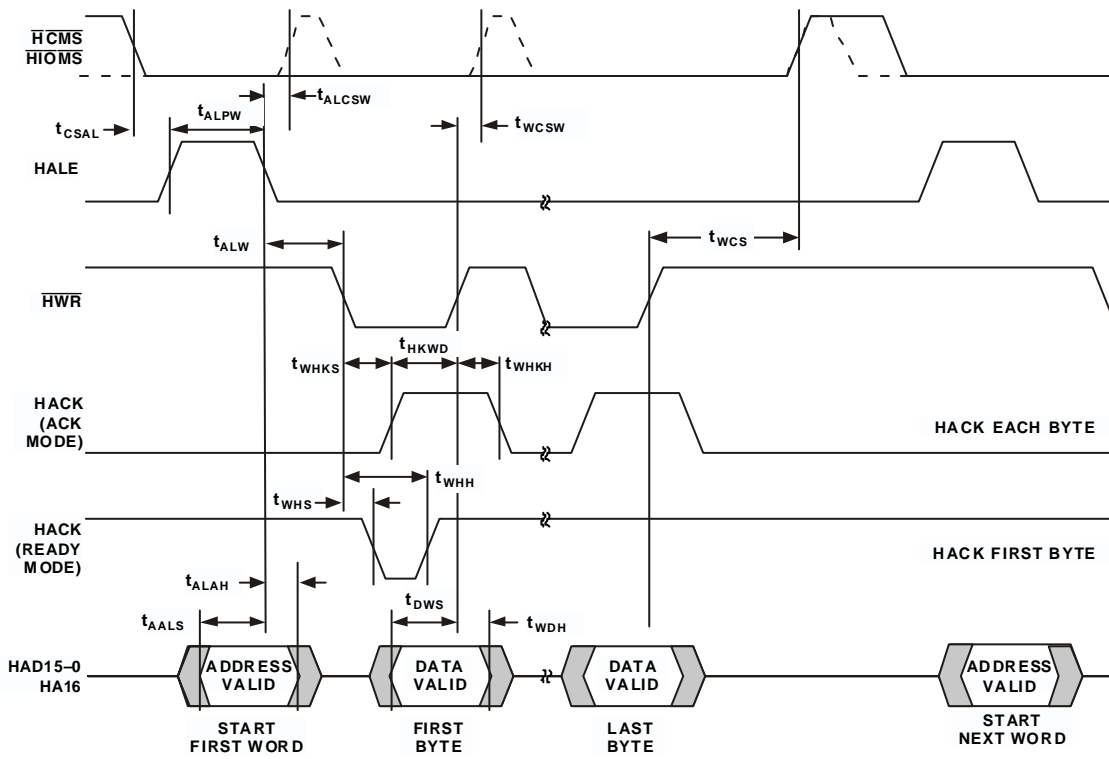 HCMS
HIOMS
tALCSW
tALPW
tCSAL
tWCSW
HALE
tALW
tWCS
HWR
tHKWD
tWHKS
tWHKH
HACK
(ACK
MODE)
HACK EACH BYTE
tWHH
tWHS
HACK
(READY
MODE)
HACK FIRST BYTE
tALAH
tDWS
tAALS
tWDH
HAD15–0
HA16
ADDRESS
VALID
DATA
VALID
DATA
VALID
ADDRESS
VALID
START
FIRST WORD
FIRST
BYTE
LAST
BYTE
START
NEXT WORD